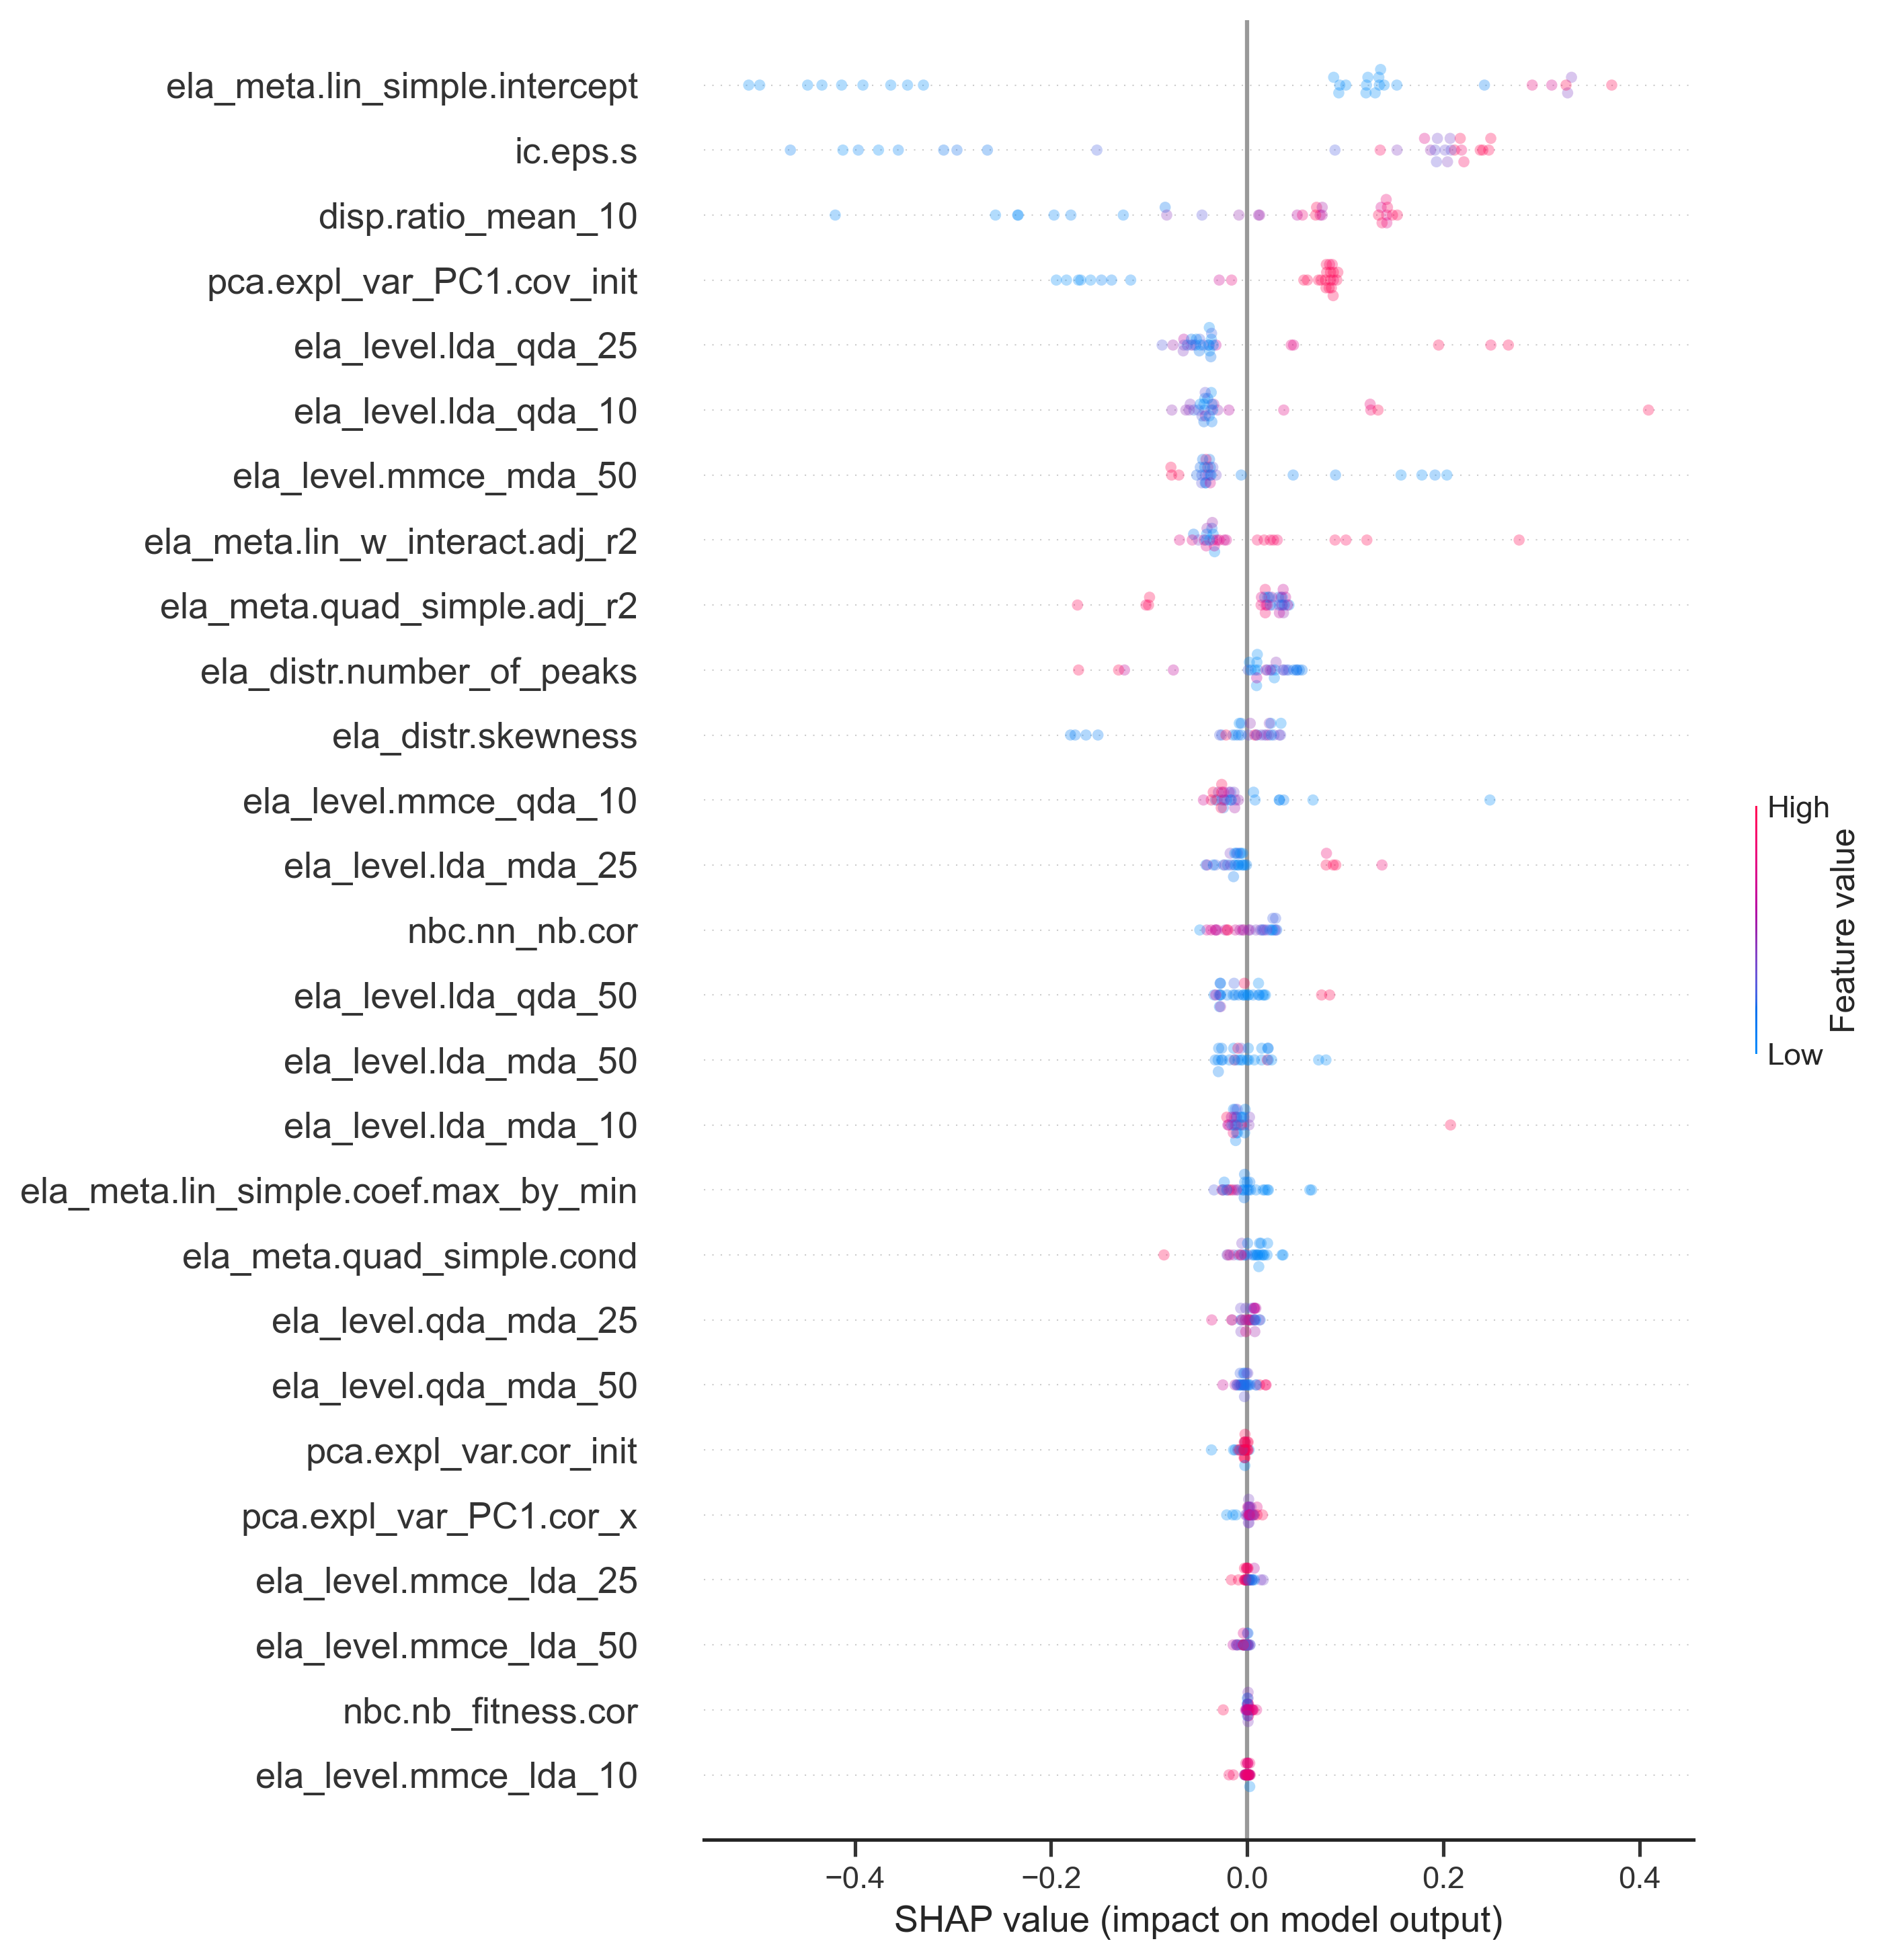 ela_meta.lin_simple.intercept
ic.eps.s
disp.ratio_mean_10
pca.expl_var_PC1.cov_init
ela_level.lda_qda_25
ela_level.lda_qda_10
ela_level.mmce_mda_50
ela_meta.lin_w_interact.adj_r2
ela_meta.quad_simple.adj_r2
ela_distr.number_of_peaks
ela_distr.skewness
ela_level.mmce_qda_10
ela_level.lda_mda_25
nbc.nn_nb.cor
ela_level.lda_qda_50
ela_level.lda_mda_50
ela_level.lda_mda_10
ela_meta.lin_simple.coef.max_by_min
ela_meta.quad_simple.cond
ela_level.qda_mda_25
ela_level.qda_mda_50
pca.expl_var.cor_init
pca.expl_var_PC1.cor_x
ela_level.mmce_lda_25
ela_level.mmce_lda_50
nbc.nb_fitness.cor
ela_level.mmce_lda_10
−0.4 −0.2 0.0 0.2 0.4
SHAP value (impact on model output)
High
Feature value
Low